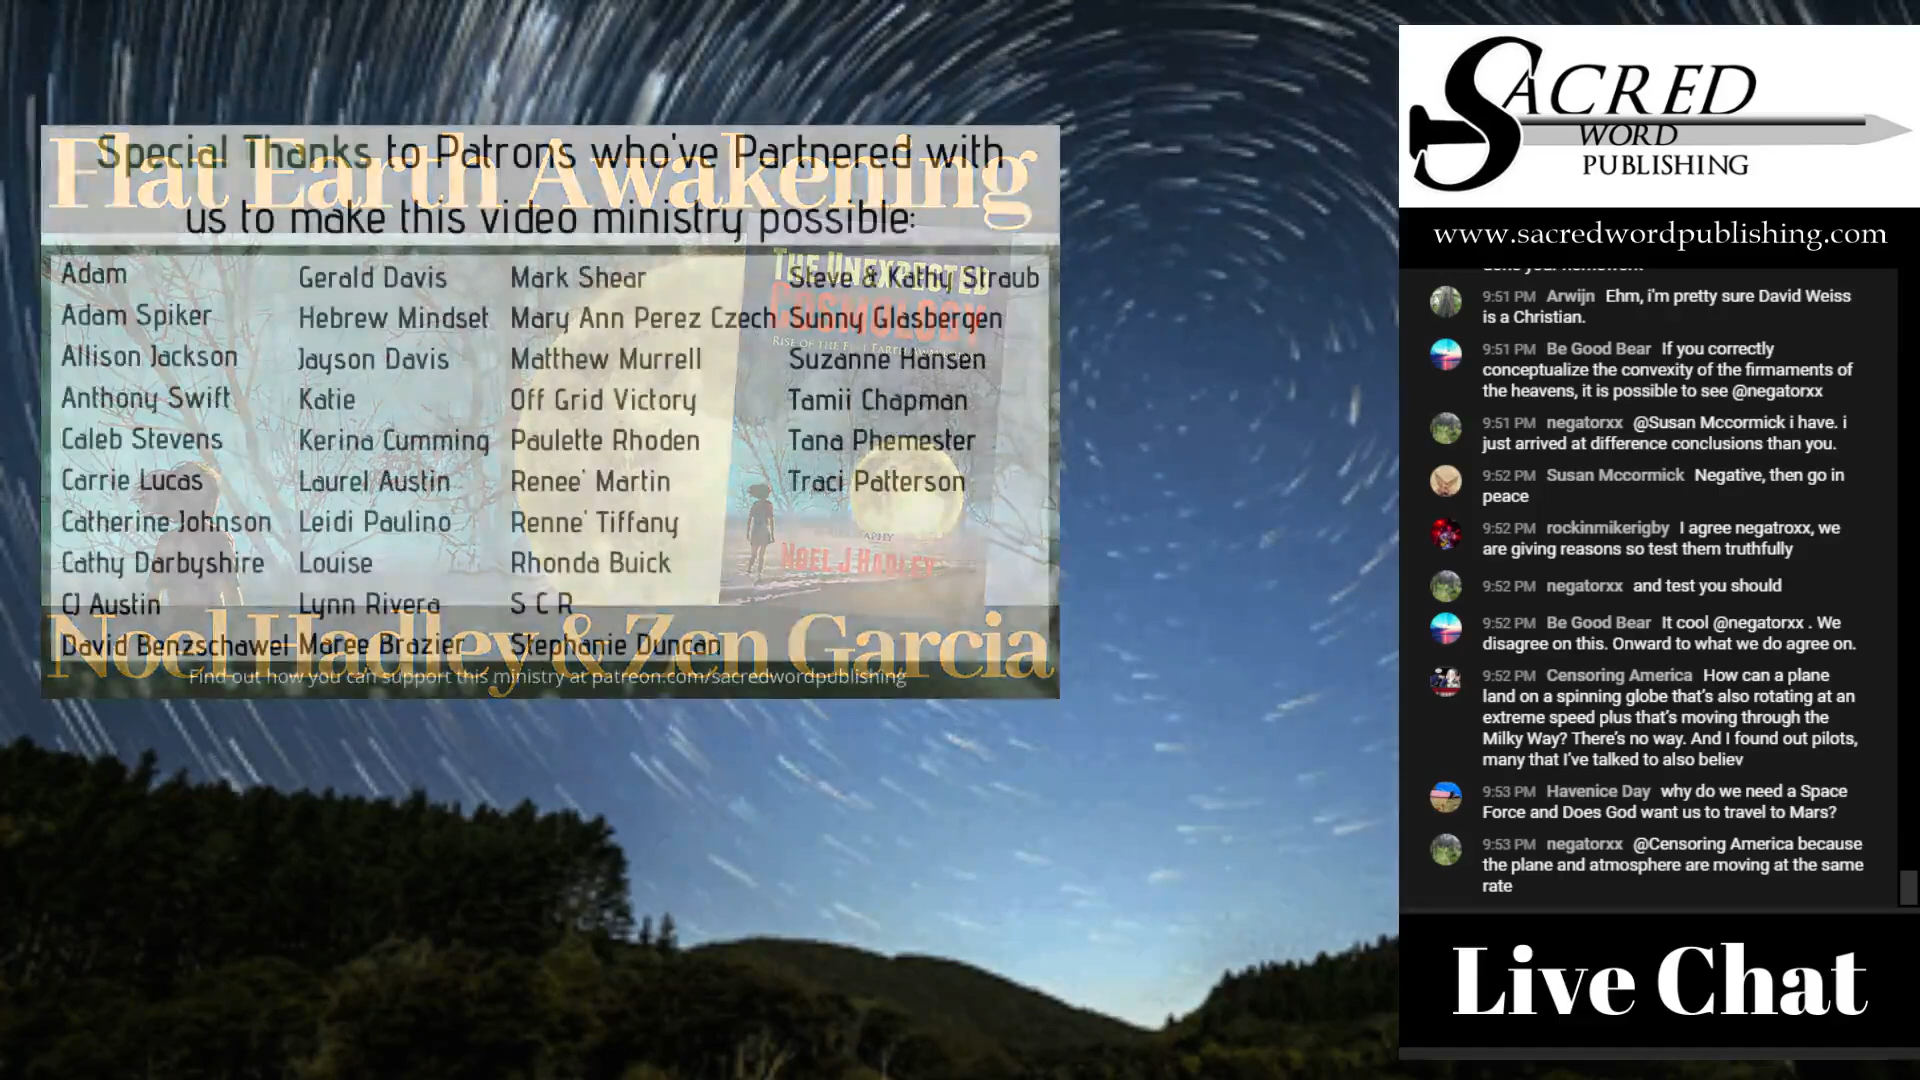 Special Thanks to Patrons who've Partnered with
us to make this video ministry possible:
Flat Earth Awakening
Adam
Adam Spiker
Allison Jackson
Anthony Swift
Caleb Stevens
Carrie Lucas
Catherine Johnson
Cathy Darbyshire
CJ Austin
David Benzschawel
Gerald Davis
Hebrew Mindset
Jayson Davis
Katie
Kerina Cumming
Laurel Austin
Leidi Paulino
Louise
Lynn Rivera
Maree Brazier
Mark Shear
Mary Ann Perez Czech
Matthew Murrell
Off Grid Victory
Paulette Rhoden
Renee' Martin
Renne' Tiffany
Rhonda Buick
S C R
Stephanie Duncan
Steve & Kathy Straub
Sunny Glasbergen
Suzanne Hansen
Tamii Chapman
Tana Phemester
Traci Patterson
THE UNEXPECTED
COSMOLOGY
RISE OF THE EARTH
NOEL J HADLEY
Noel Hadley & Zen Garcia
Find out how you can support this ministry at patreon.com/sacredwordpublishing
SACRED
WORD
PUBLISHING
www.sacredwordpublishing.com
9:51 PM Arwijn Ehm, i'm pretty sure David Weiss
is a Christian.
9:51 PM Be Good Bear If you correctly
conceptualize the convexity of the firmaments of
the heavens, it is possible to see @negatorxx
9:51 PM negatorxx @Susan Mccormick i have. i
just arrived at difference conclusions than you.
9:52 PM Susan Mccormick Negative, then go in
peace
9:52 PM rockinmikerigby I agree negatroxx, we
are giving reasons so test them truthfully
9:52 PM negatorxx and test you should
9:52 PM Be Good Bear It cool @negatorxx . We
disagree on this. Onward to what we do agree on.
9:52 PM Censoring America How can a plane
land on a spinning globe that's also rotating at an
extreme speed plus that's moving through the
Milky Way? There's no way. And I found out pilots,
many that I've talked to also believ
9:53 PM Havenice Day why do we need a Space
Force and Does God want us to travel to Mars?
9:53 PM negatorxx @Censoring America because
the plane and atmosphere are moving at the same
rate
Live Chat